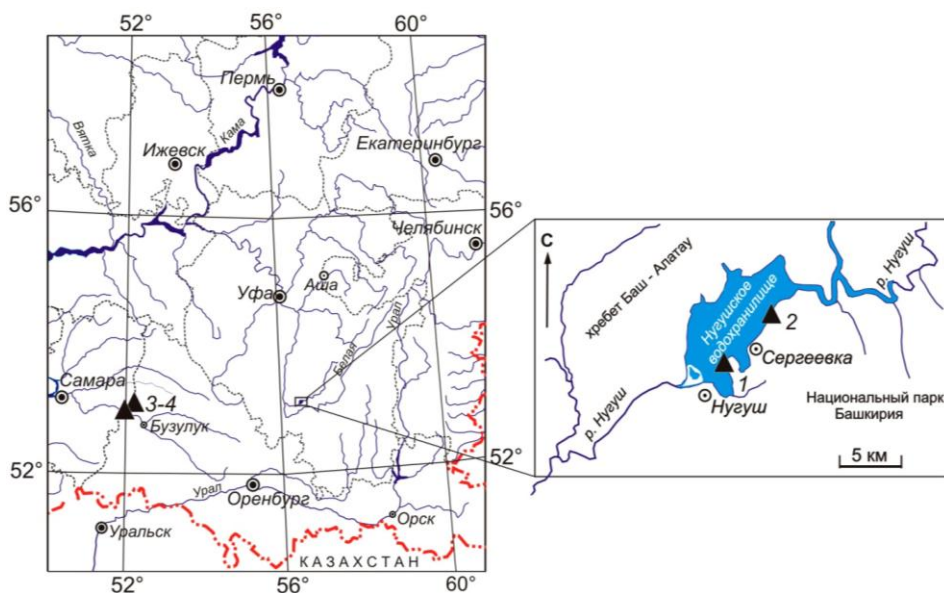 52°
56°
60°
Пермь
Вятка
Кама
Ижевск
Екатеринбург
56°
56°
Челябинск
Аша
Уфа
Урал
Белая
Самара
3-4
Бузулук
52°
52°
Урал
Оренбург
Орск
Уральск
КАЗАХСТАН
52°
56°
60°
С
хребет Баш - Алатау
р. Нугуш
Нугушское
водохранилище
2
Сергеевка
1
Нугуш
р. Нугуш
Национальный парк
Башкирия
5 км